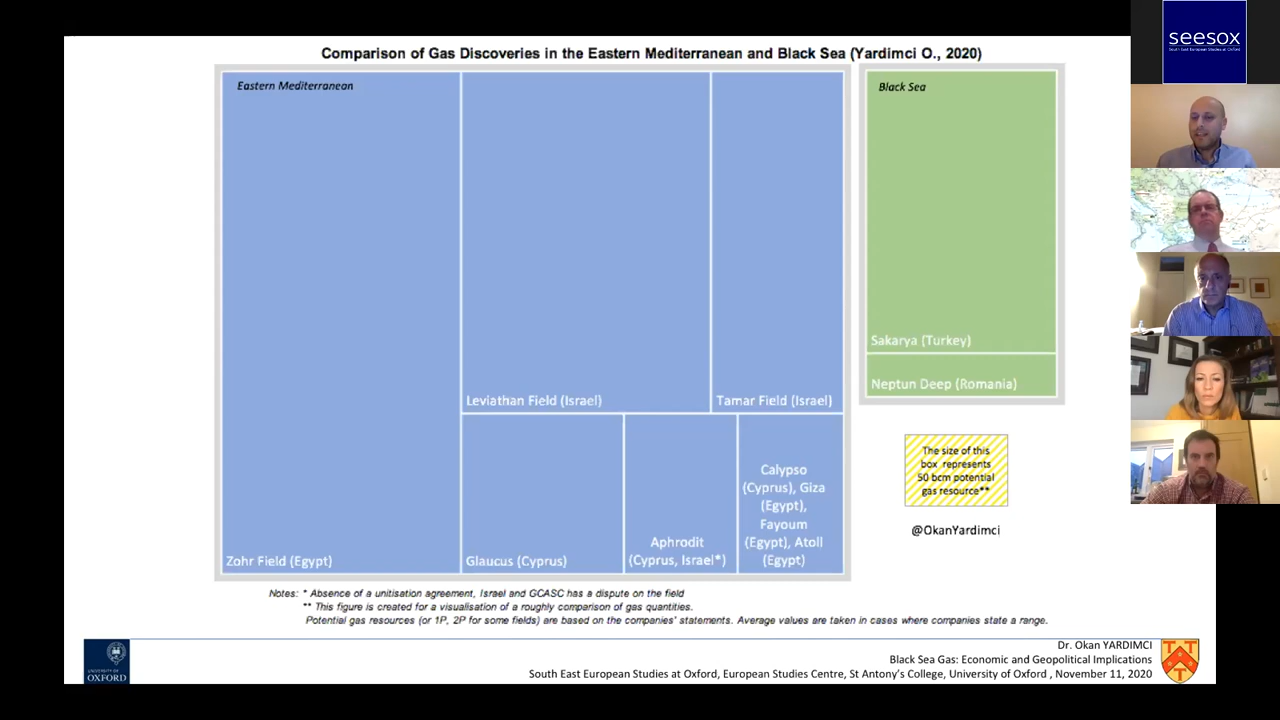 Comparison of Gas Discoveries in the Eastern Mediterranean and Black Sea (Yardimci O., 2020)
Eastern Mediterranean
Zohr Field (Egypt)
Leviathan Field (Israel)
Tamar Field (Israel)
Glaucus (Cyprus)
Aphrodit
(Cyprus, Israel*)
Calypso
(Cyprus), Giza
(Egypt),
Fayoum
(Egypt), Atoll
(Egypt)
Black Sea
Sakarya (Turkey)
Neptun Deep (Romania)
The size of this
box represents
50 bcm potential
gas resource**
@OkanYardimci
Notes: * Absence of a unitisation agreement, Israel and GCASC has a dispute on the field
** This figure is created for a visualisation of a roughly comparison of gas quantities.
Potential gas resources (or 1P, 2P for some fields) are based on the companies' statements. Average values are taken in cases where companies state a range.
UNIVERSITY OF
OXFORD
Dr. Okan YARDIMCI
Black Sea Gas: Economic and Geopolitical Implications
South East European Studies at Oxford, European Studies Centre, St Antony's College, University of Oxford , November 11, 2020
seesox
South East European Studies at Oxford